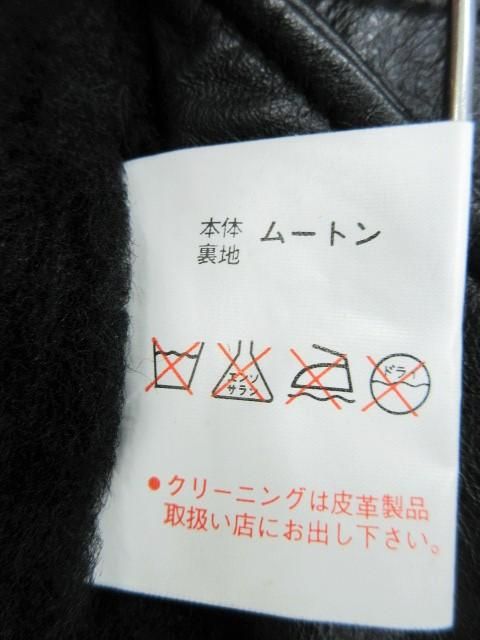 本体 ムートン
裏地
エンソ
サラシ
ドライ
●クリーニングは皮革製品
取扱い店にお出し下さい。